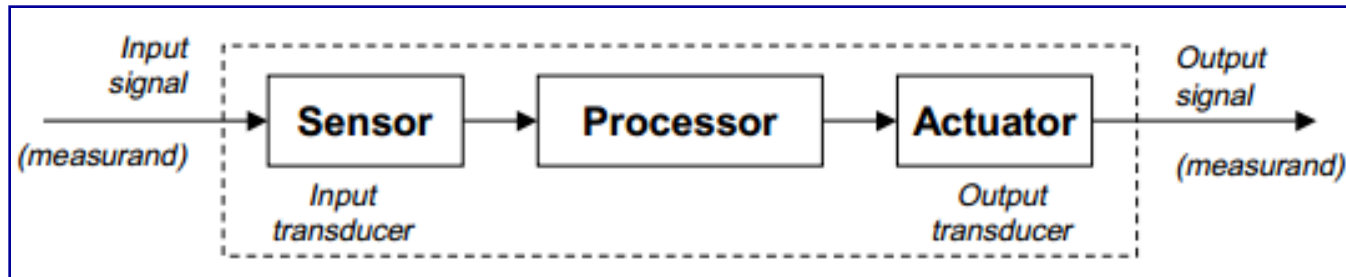 Input
signal
(measurand)
Sensor
Input
transducer
Processor
Actuator
Output
transducer
Output
signal
(measurand)